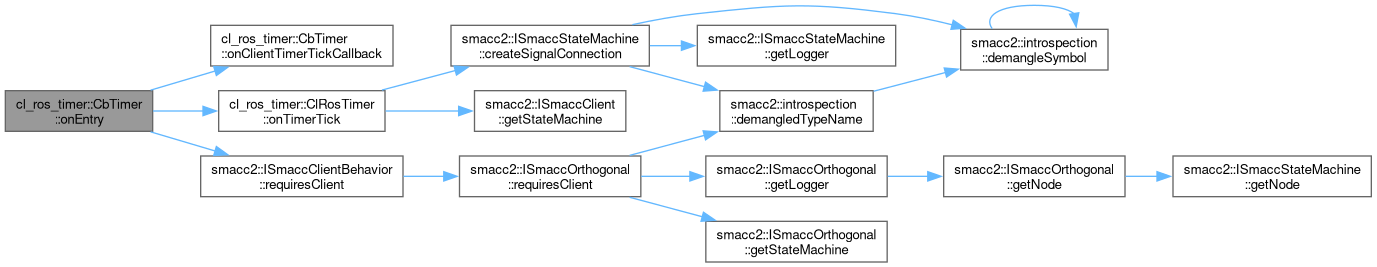 cl_ros_timer::CbTimer
::onEntry
cl_ros_timer::CbTimer
::onClientTimerTickCallback
cl_ros_timer::ClRosTimer
::onTimerTick
smacc2::ISmaccClientBehavior
::requiresClient
smacc2::ISmaccStateMachine
::createSignalConnection
smacc2::ISmaccClient
::getStateMachine
smacc2::ISmaccOrthogonal
::requiresClient
smacc2::ISmaccStateMachine
::getLogger
smacc2::introspection
::demangledTypeName
smacc2::ISmaccOrthogonal
::getLogger
smacc2::ISmaccOrthogonal
::getStateMachine
smacc2::introspection
::demangleSymbol
smacc2::ISmaccOrthogonal
::getNode
smacc2::ISmaccStateMachine
::getNode